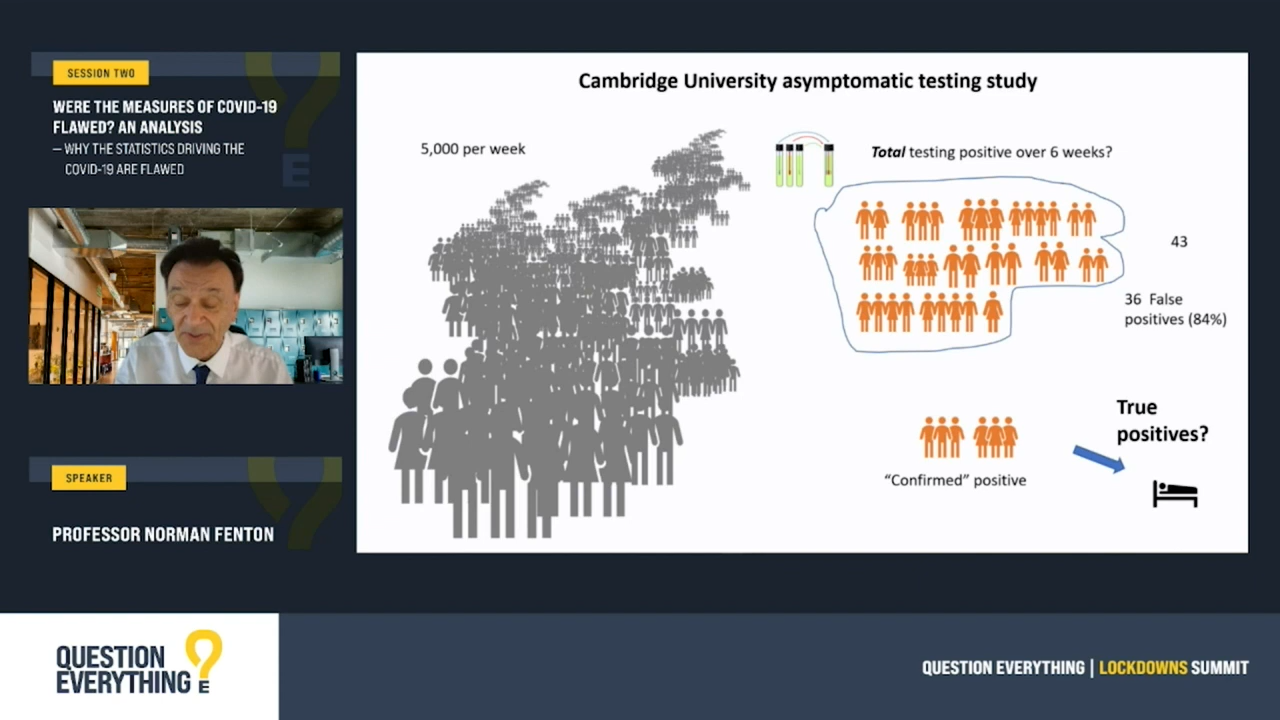 SESSION TWO
WERE THE MEASURES OF COVID-19
FLAWED? AN ANALYSIS
– WHY THE STATISTICS DRIVING THE
COVID-19 ARE FLAWED
SPEAKER
PROFESSOR NORMAN FENTON
Cambridge University asymptomatic testing study
5,000 per week
Total testing positive over 6 weeks?
43
36 False
positives (84%)
True
positives?
“Confirmed” positive
QUESTION
EVERYTHING
?
E
QUESTION EVERYTHING | LOCKDOWNS SUMMIT